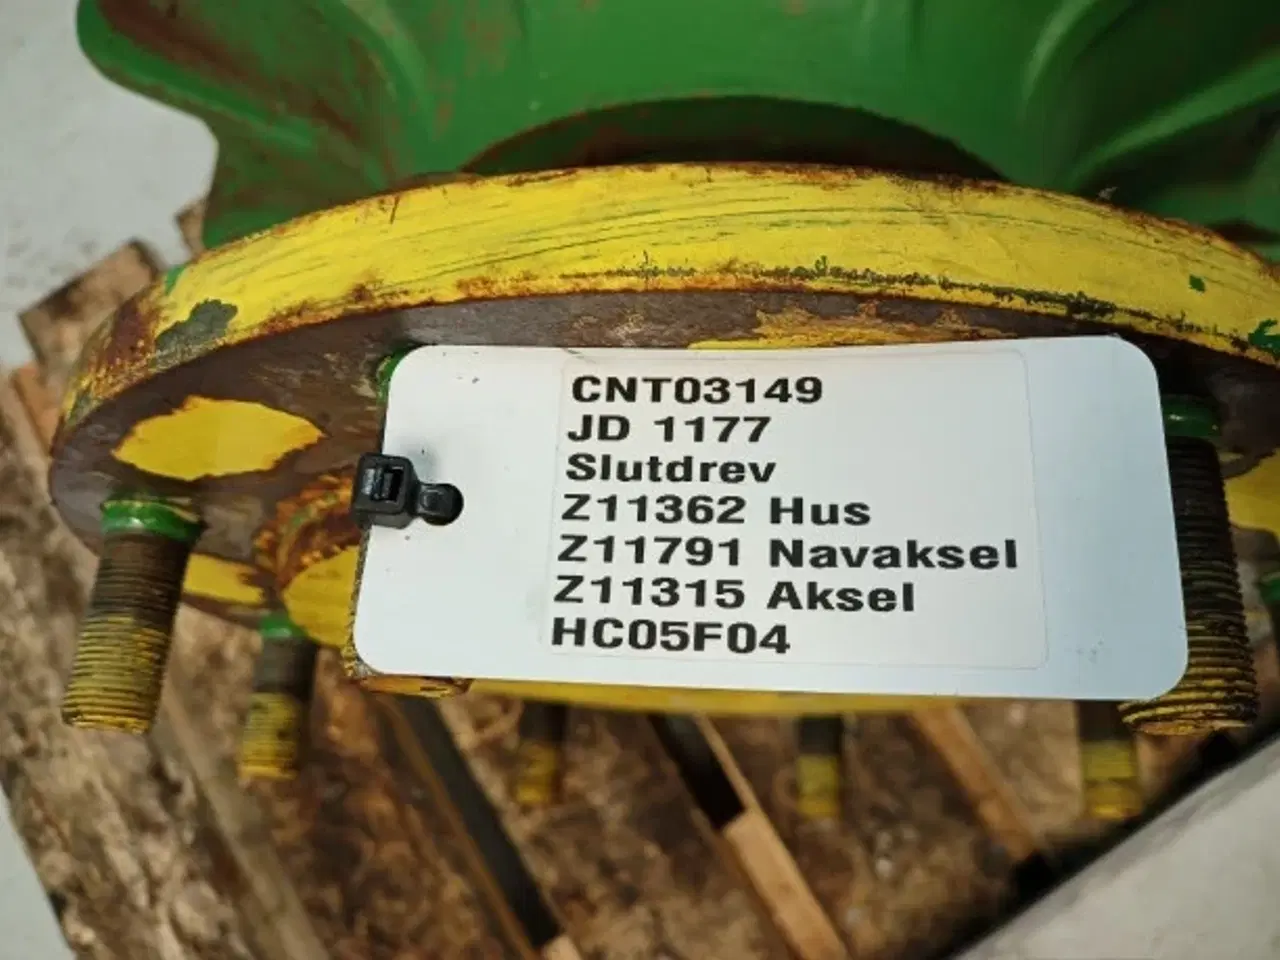 CNT03149
JD 1177
Slutdrev
Z11362 Hus
Z11791 Navaksel
Z11315 Aksel
HC05F04